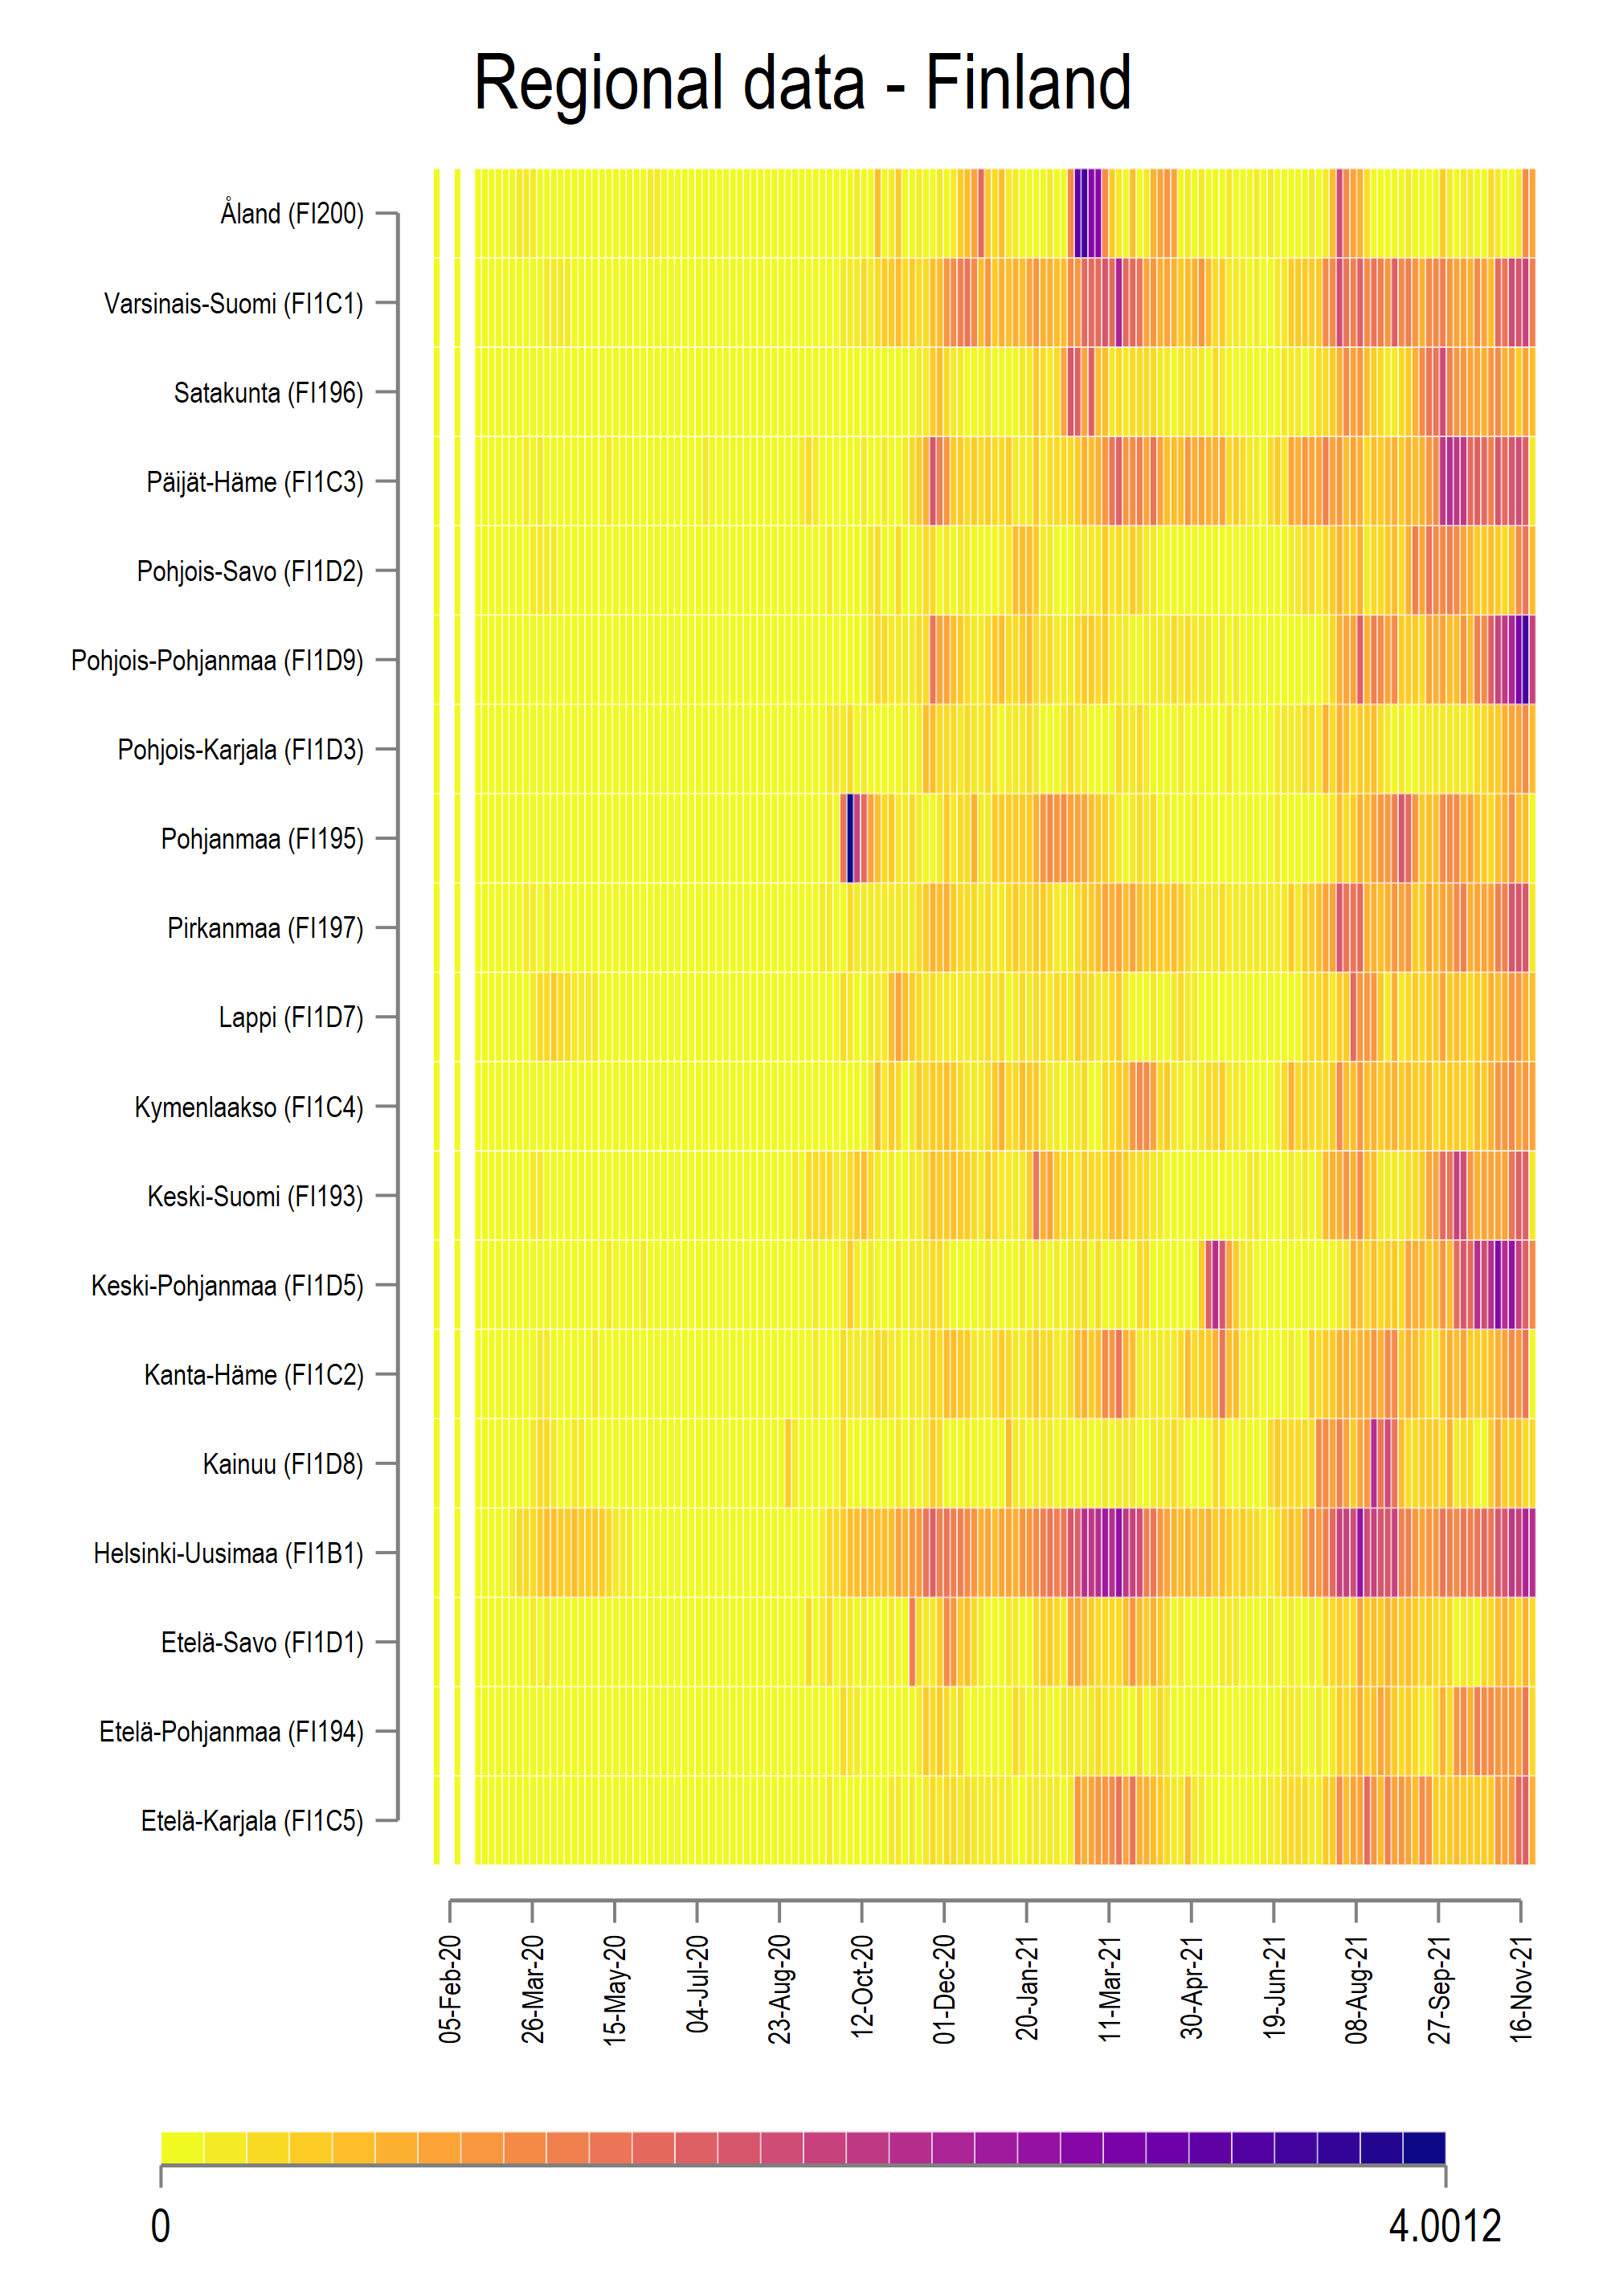 Regional data - Finland
Åland (FI200)
Varsinais-Suomi (FI1C1)
Satakunta (FI196)
Päijät-Häme (FI1C3)
Pohjois-Savo (FI1D2)
Pohjois-Pohjanmaa (FI1D9)
Pohjois-Karjala (FI1D3)
Pohjanmaa (FI195)
Pirkanmaa (FI197)
Lappi (FI1D7)
Kymenlaakso (FI1C4)
Keski-Suomi (FI193)
Keski-Pohjanmaa (FI1D5)
Kanta-Häme (FI1C2)
Kainuu (FI1D8)
Helsinki-Uusimaa (FI1B1)
Etelä-Savo (FI1D1)
Etelä-Pohjanmaa (FI194)
Etelä-Karjala (FI1C5)
05-Feb-20
26-Mar-20
15-May-20
04-Jul-20
23-Aug-20
12-Oct-20
01-Dec-20
20-Jan-21
11-Mar-21
30-Apr-21
19-Jun-21
08-Aug-21
27-Sep-21
16-Nov-21
0
4.0012